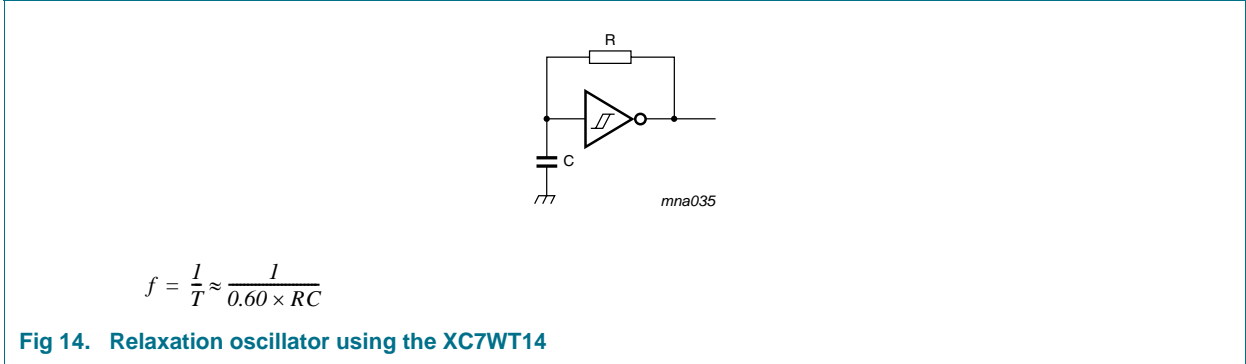 R
C
mna035
f = 1/T ≈ 1/(0.60 × RC)
Fig 14. Relaxation oscillator using the XC7WT14